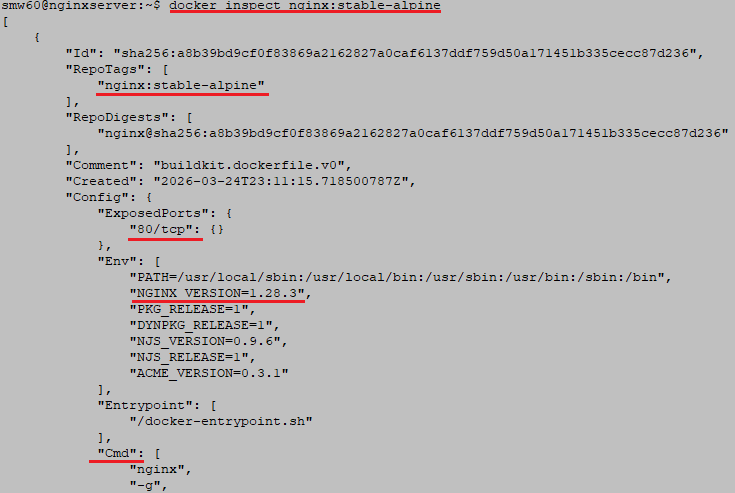 smw60@nginxserver:~$ docker inspect nginx:stable-alpine
[
    {
        "Id": "sha256:a8b39bd9cf0f83869a2162827a0caf6137ddf759d50a171451b335cecc87d236",
        "RepoTags": [
            "nginx:stable-alpine"
        ],
        "RepoDigests": [
            "nginx@sha256:a8b39bd9cf0f83869a2162827a0caf6137ddf759d50a171451b335cecc87d236"
        ],
        "Comment": "buildkit.dockerfile.v0",
        "Created": "2026-03-24T23:11:15.718500787Z",
        "Config": {
            "ExposedPorts": {
                "80/tcp": {}
            },
            "Env": [
                "PATH=/usr/local/sbin:/usr/local/bin:/usr/sbin:/usr/bin:/sbin:/bin",
                "NGINX_VERSION=1.28.3",
                "PKG_RELEASE=1",
                "DYNPKG_RELEASE=1",
                "NJS_VERSION=0.9.6",
                "NJS_RELEASE=1",
                "ACME_VERSION=0.3.1"
            ],
            "Entrypoint": [
                "/docker-entrypoint.sh"
            ],
            "Cmd": [
                "nginx",
                "-g",